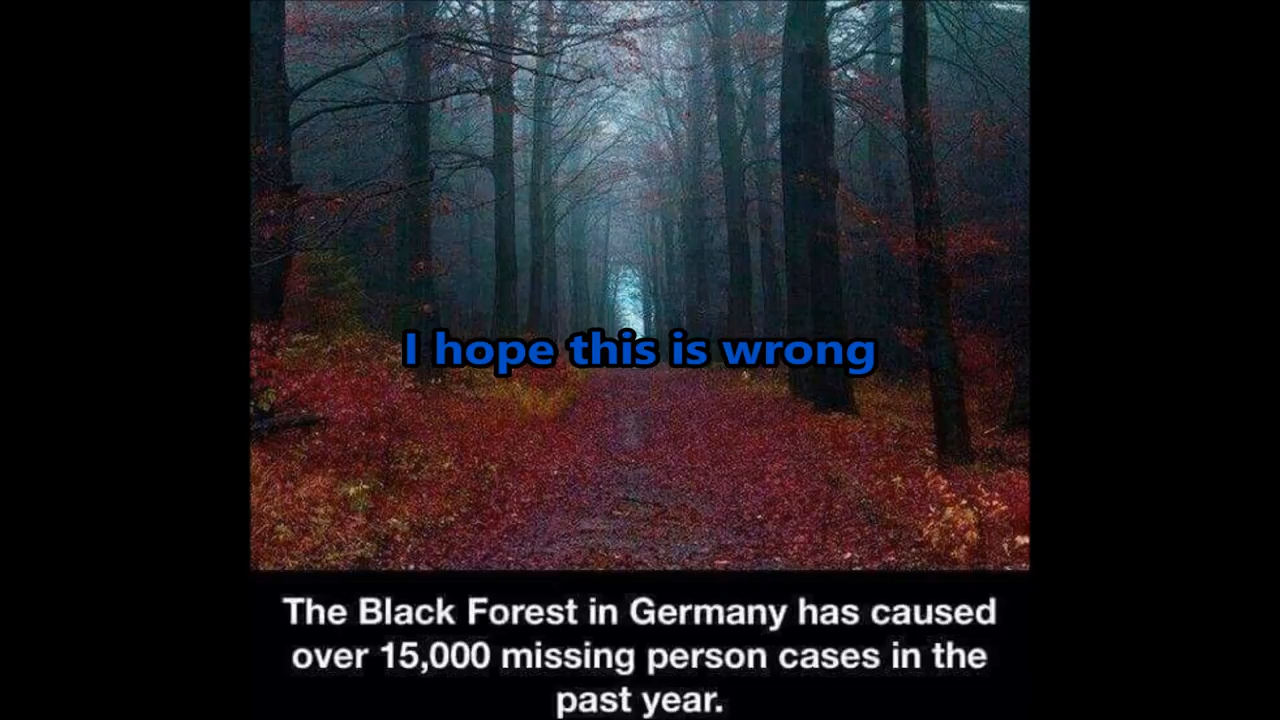 I hope this is wrong
The Black Forest in Germany has caused
over 15,000 missing person cases in the
past year.